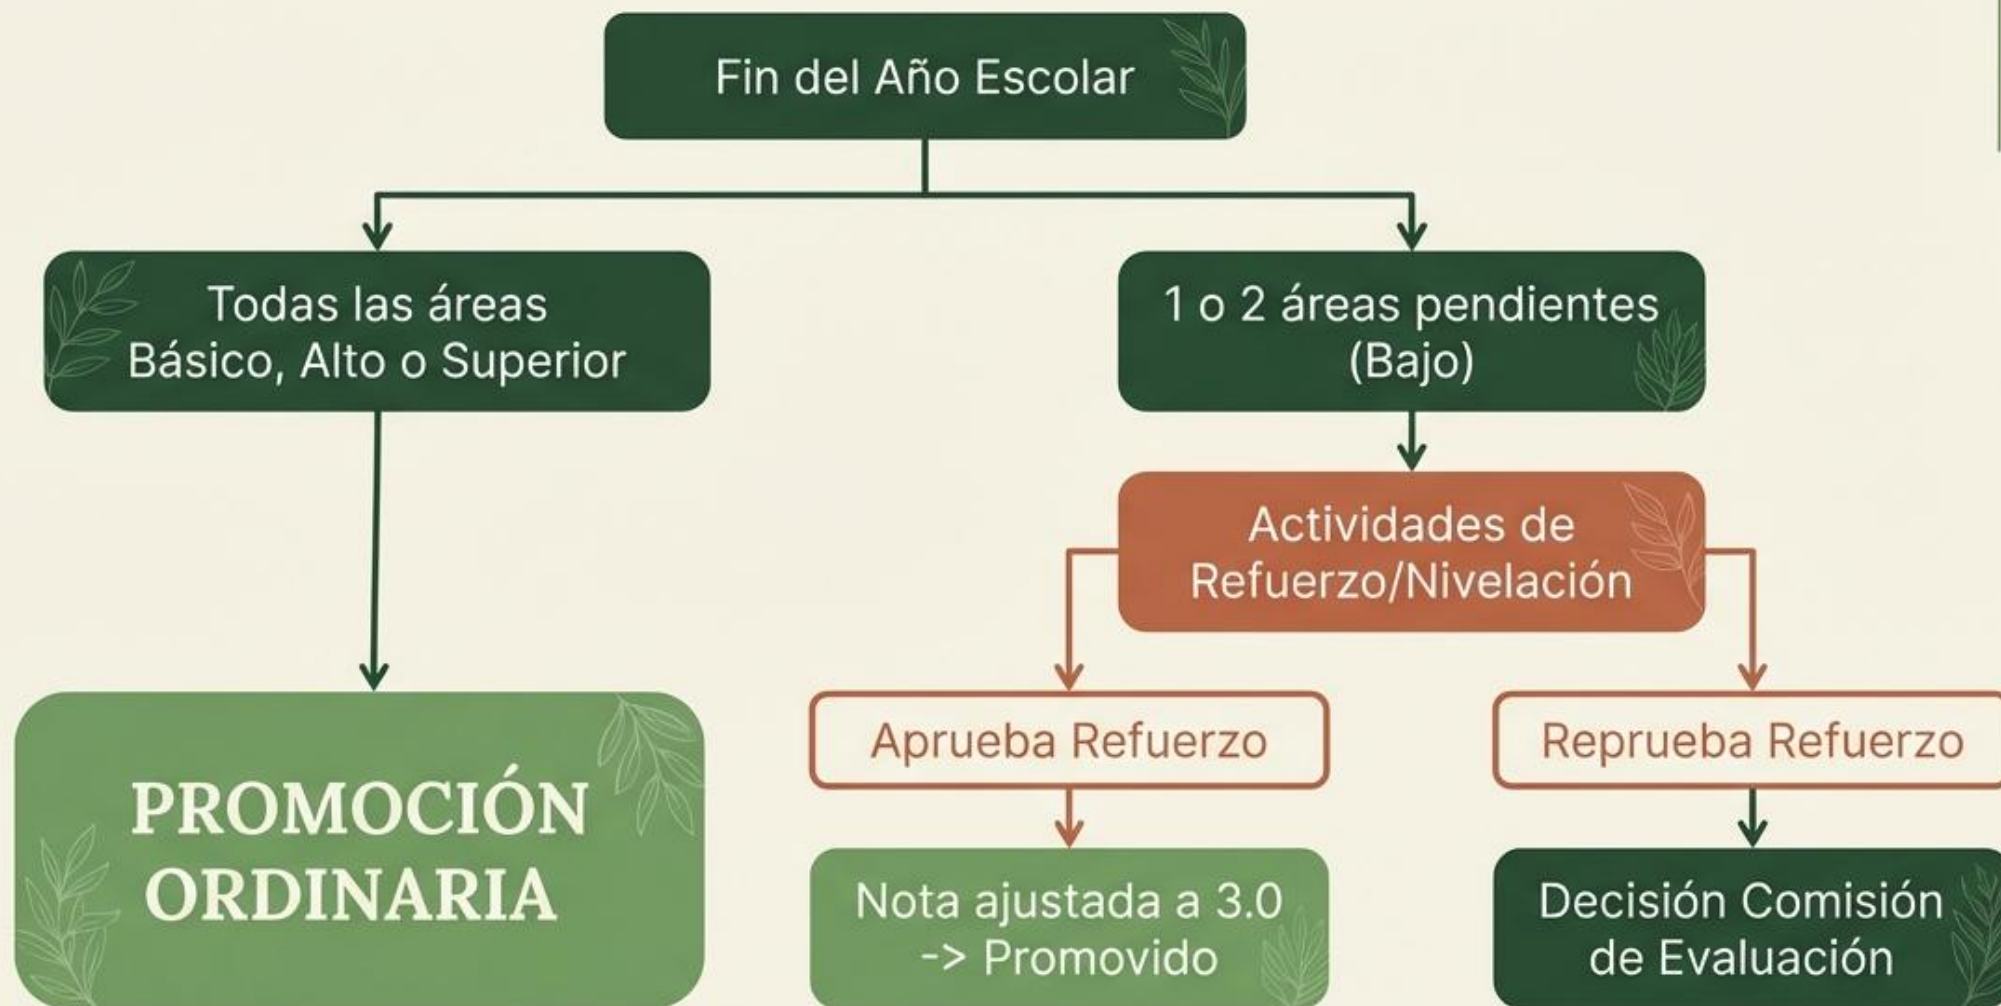 Fin del Año Escolar
Todas las áreas
Básico, Alto o Superior
1 o 2 áreas pendientes
(Bajo)
Actividades de
Refuerzo/Nivelación
Aprueba Refuerzo
Reprueba Refuerzo
PROMOCIÓN
ORDINARIA
Nota ajustada a 3.0
-> Promovido
Decisión Comisión
de Evaluación